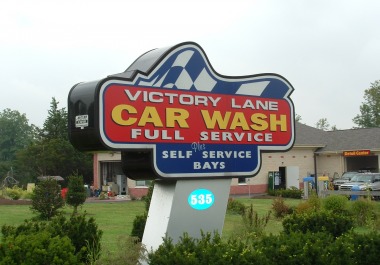 VICTORY LANE
CAR WASH
FULL SERVICE
Plus
SELF SERVICE
BAYS
535